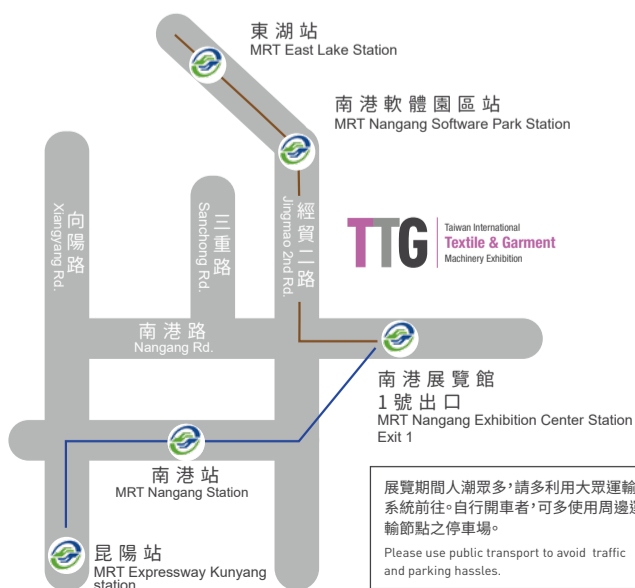 東湖站
MRT East Lake Station
南港軟體園區站
MRT Nangang Software Park Station
向陽路
Xiangyang Rd.
三重路
Sanchong Rd.
經貿二路
Jingmao 2nd Rd.
TTG
Taiwan International
Textile & Garment
Machinery Exhibition
南港路
Nangang Rd.
南港展覽館
1號出口
MRT Nangang Exhibition Center Station
Exit 1
南港站
MRT Nangang Station
展覽期間人潮眾多,請多利用大眾運輸
系統前往。自行開車者,可多使用周邊
輸節點之停車場。
Please use public transport to avoid traffic
and parking hassles.
昆陽站
MRT Expressway Kunyang
station